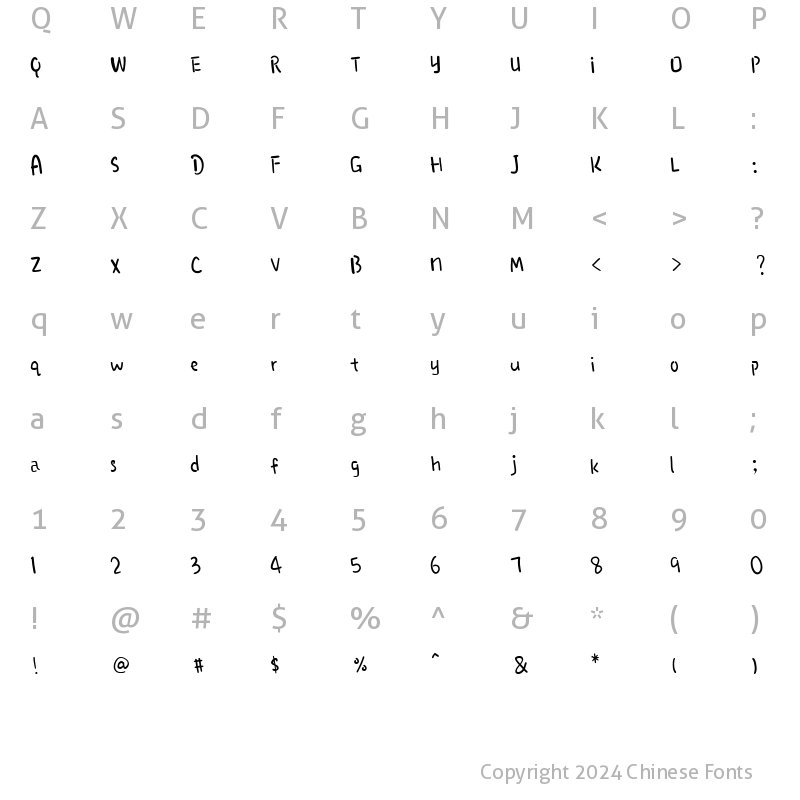 Q W E R T Y U I O P
Q W E R T y U i O P
A S D F G H J K L :
A S D F G H J K L :
Z X C V B N M < > ?
Z X C V B n M < > ?
q w e r t y u i o p
q w e r t y u i o p
a s d f g h j k l ;
a s d f g h j k l ;
1 2 3 4 5 6 7 8 9 0
1 2 3 4 5 6 7 8 9 0
! @ # $ % ^ & * ( )
! @ # $ % ^ & * ( )
Copyright 2024 Chinese Fonts